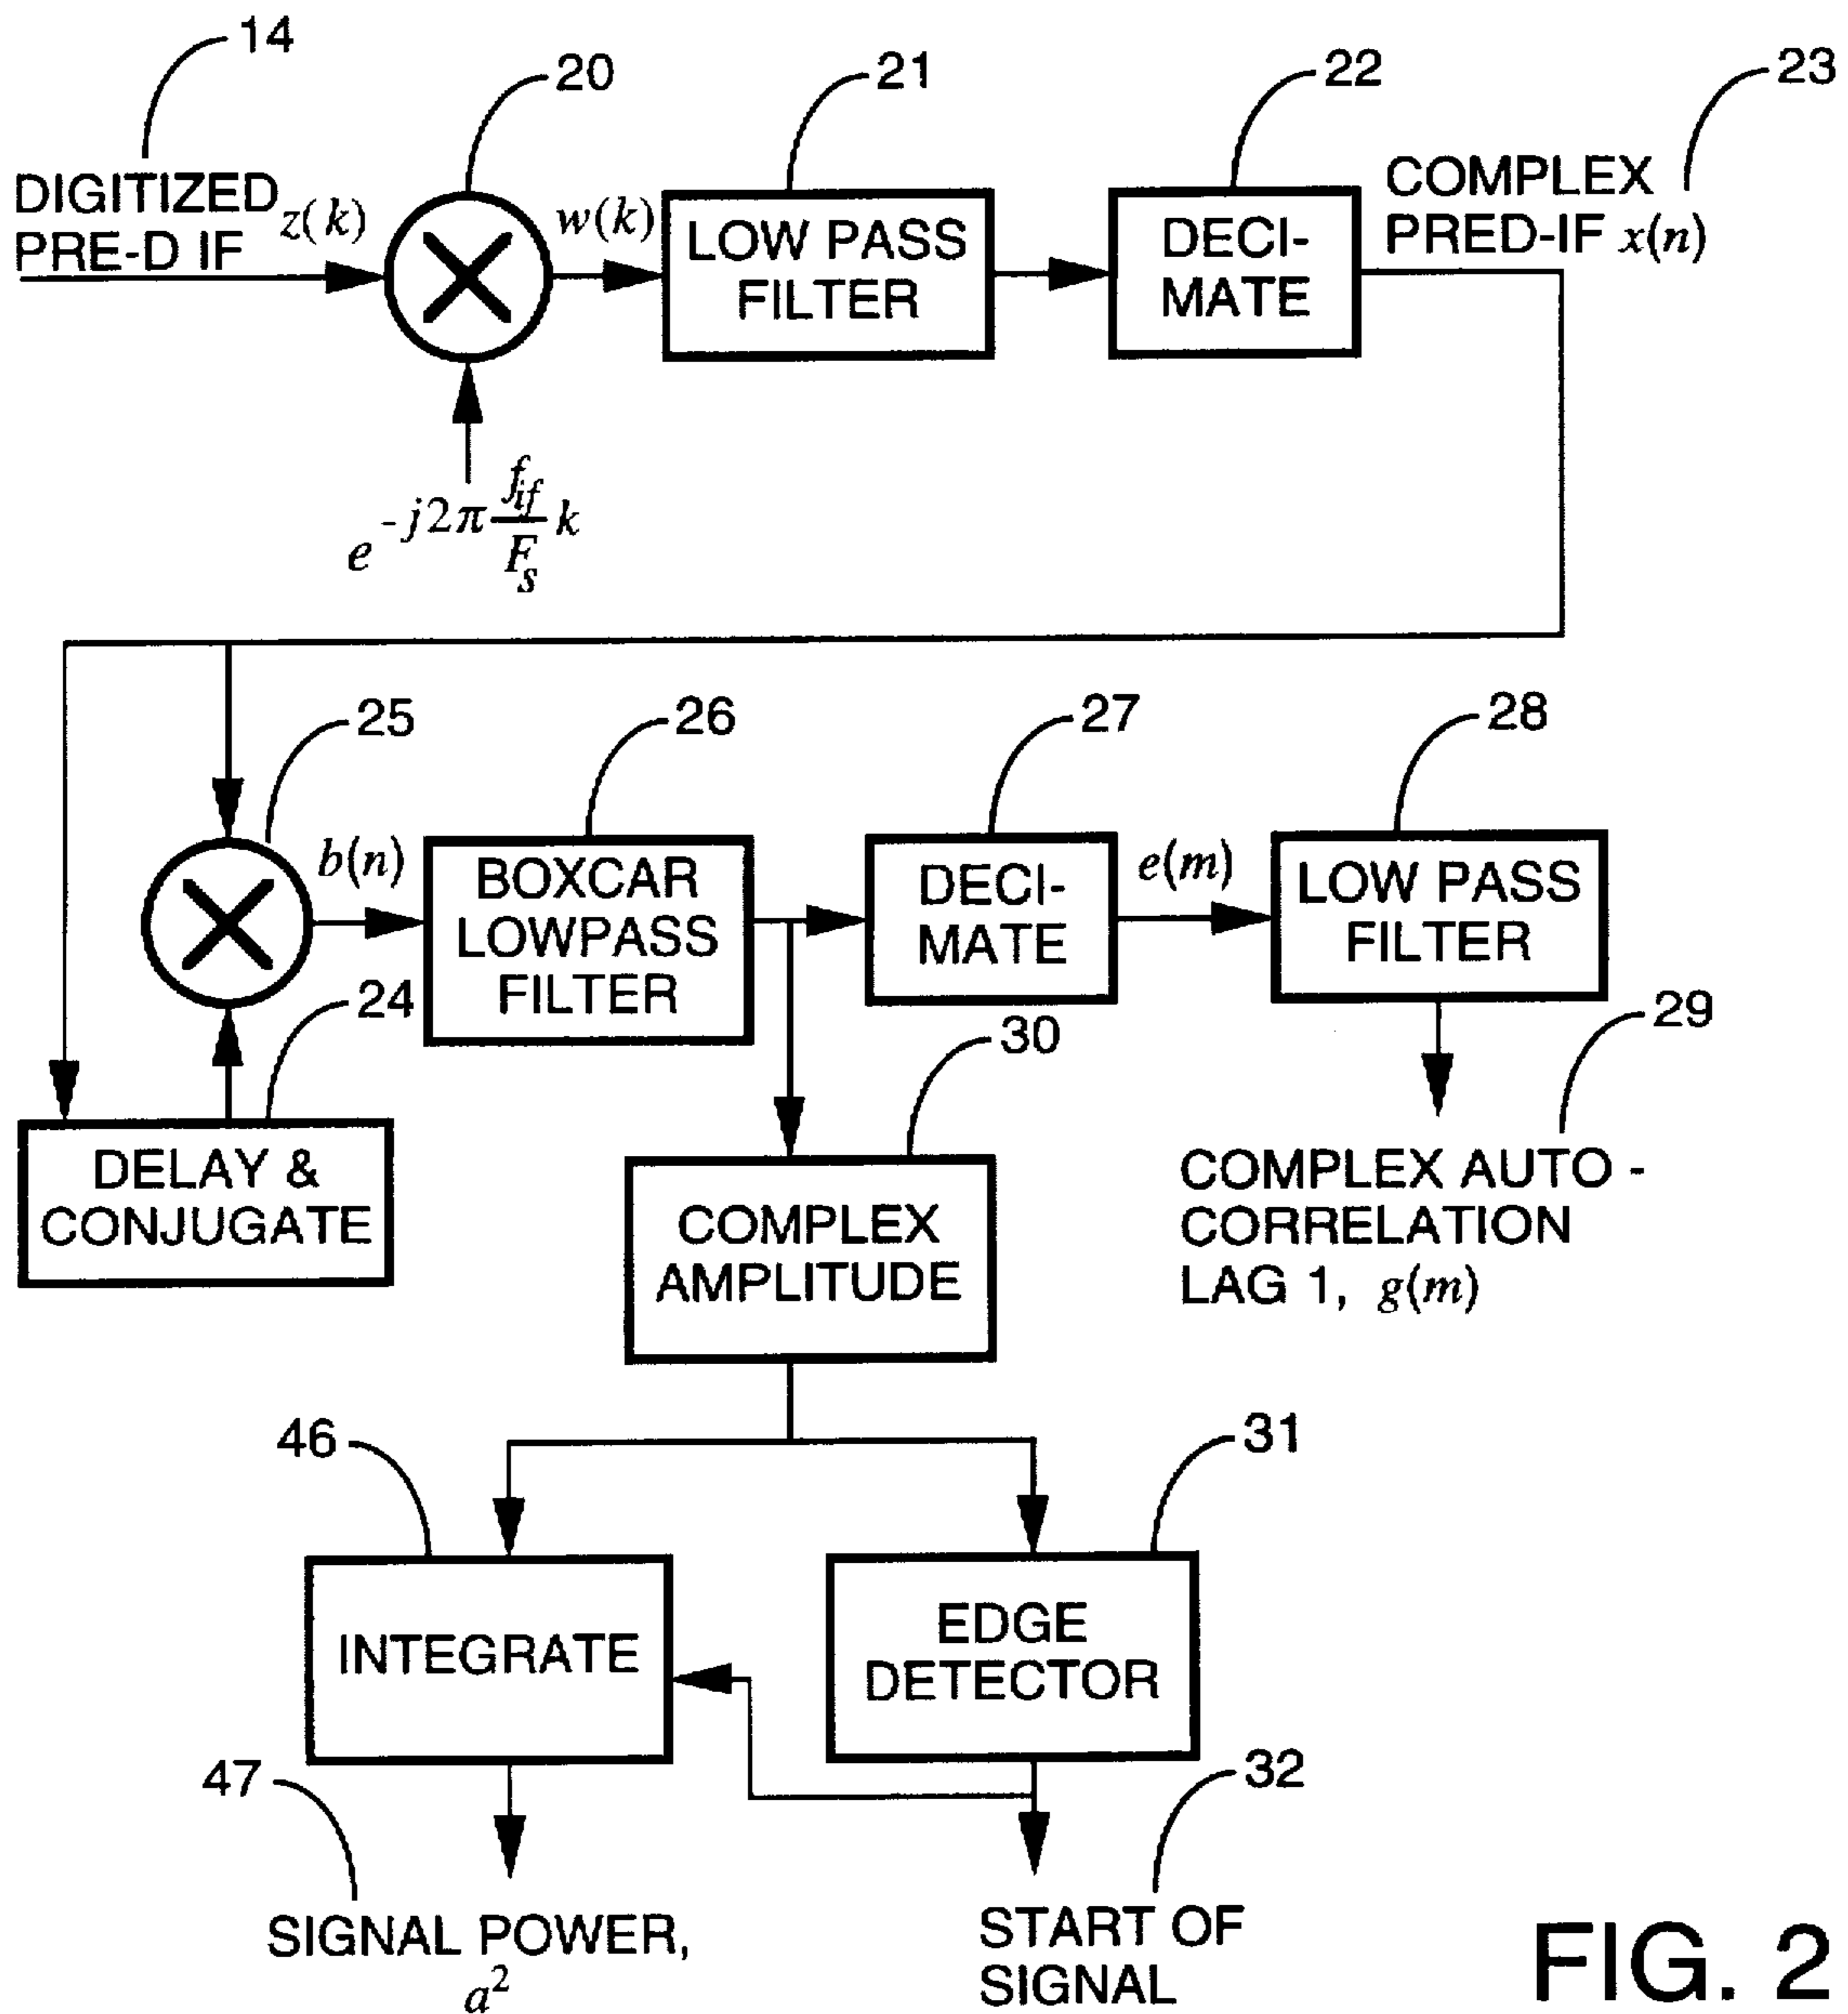 14
20
21
22
23
DIGITIZED
PRE-D IF
z(k)
w(k)
LOW PASS
FILTER
DECI-
MATE
COMPLEX
PRED-IF x(n)
e^{-j2π \frac{f_{if}}{F_s} k}
25
26
27
28
b(n)
BOXCAR
LOWPASS
FILTER
DECI-
MATE
e(m)
LOW PASS
FILTER
24
30
29
DELAY &
CONJUGATE
COMPLEX
AMPLITUDE
COMPLEX AUTO -
CORRELATION
LAG 1, g(m)
46
31
INTEGRATE
EDGE
DETECTOR
47
32
SIGNAL POWER,
a²
START OF
SIGNAL
FIG. 2